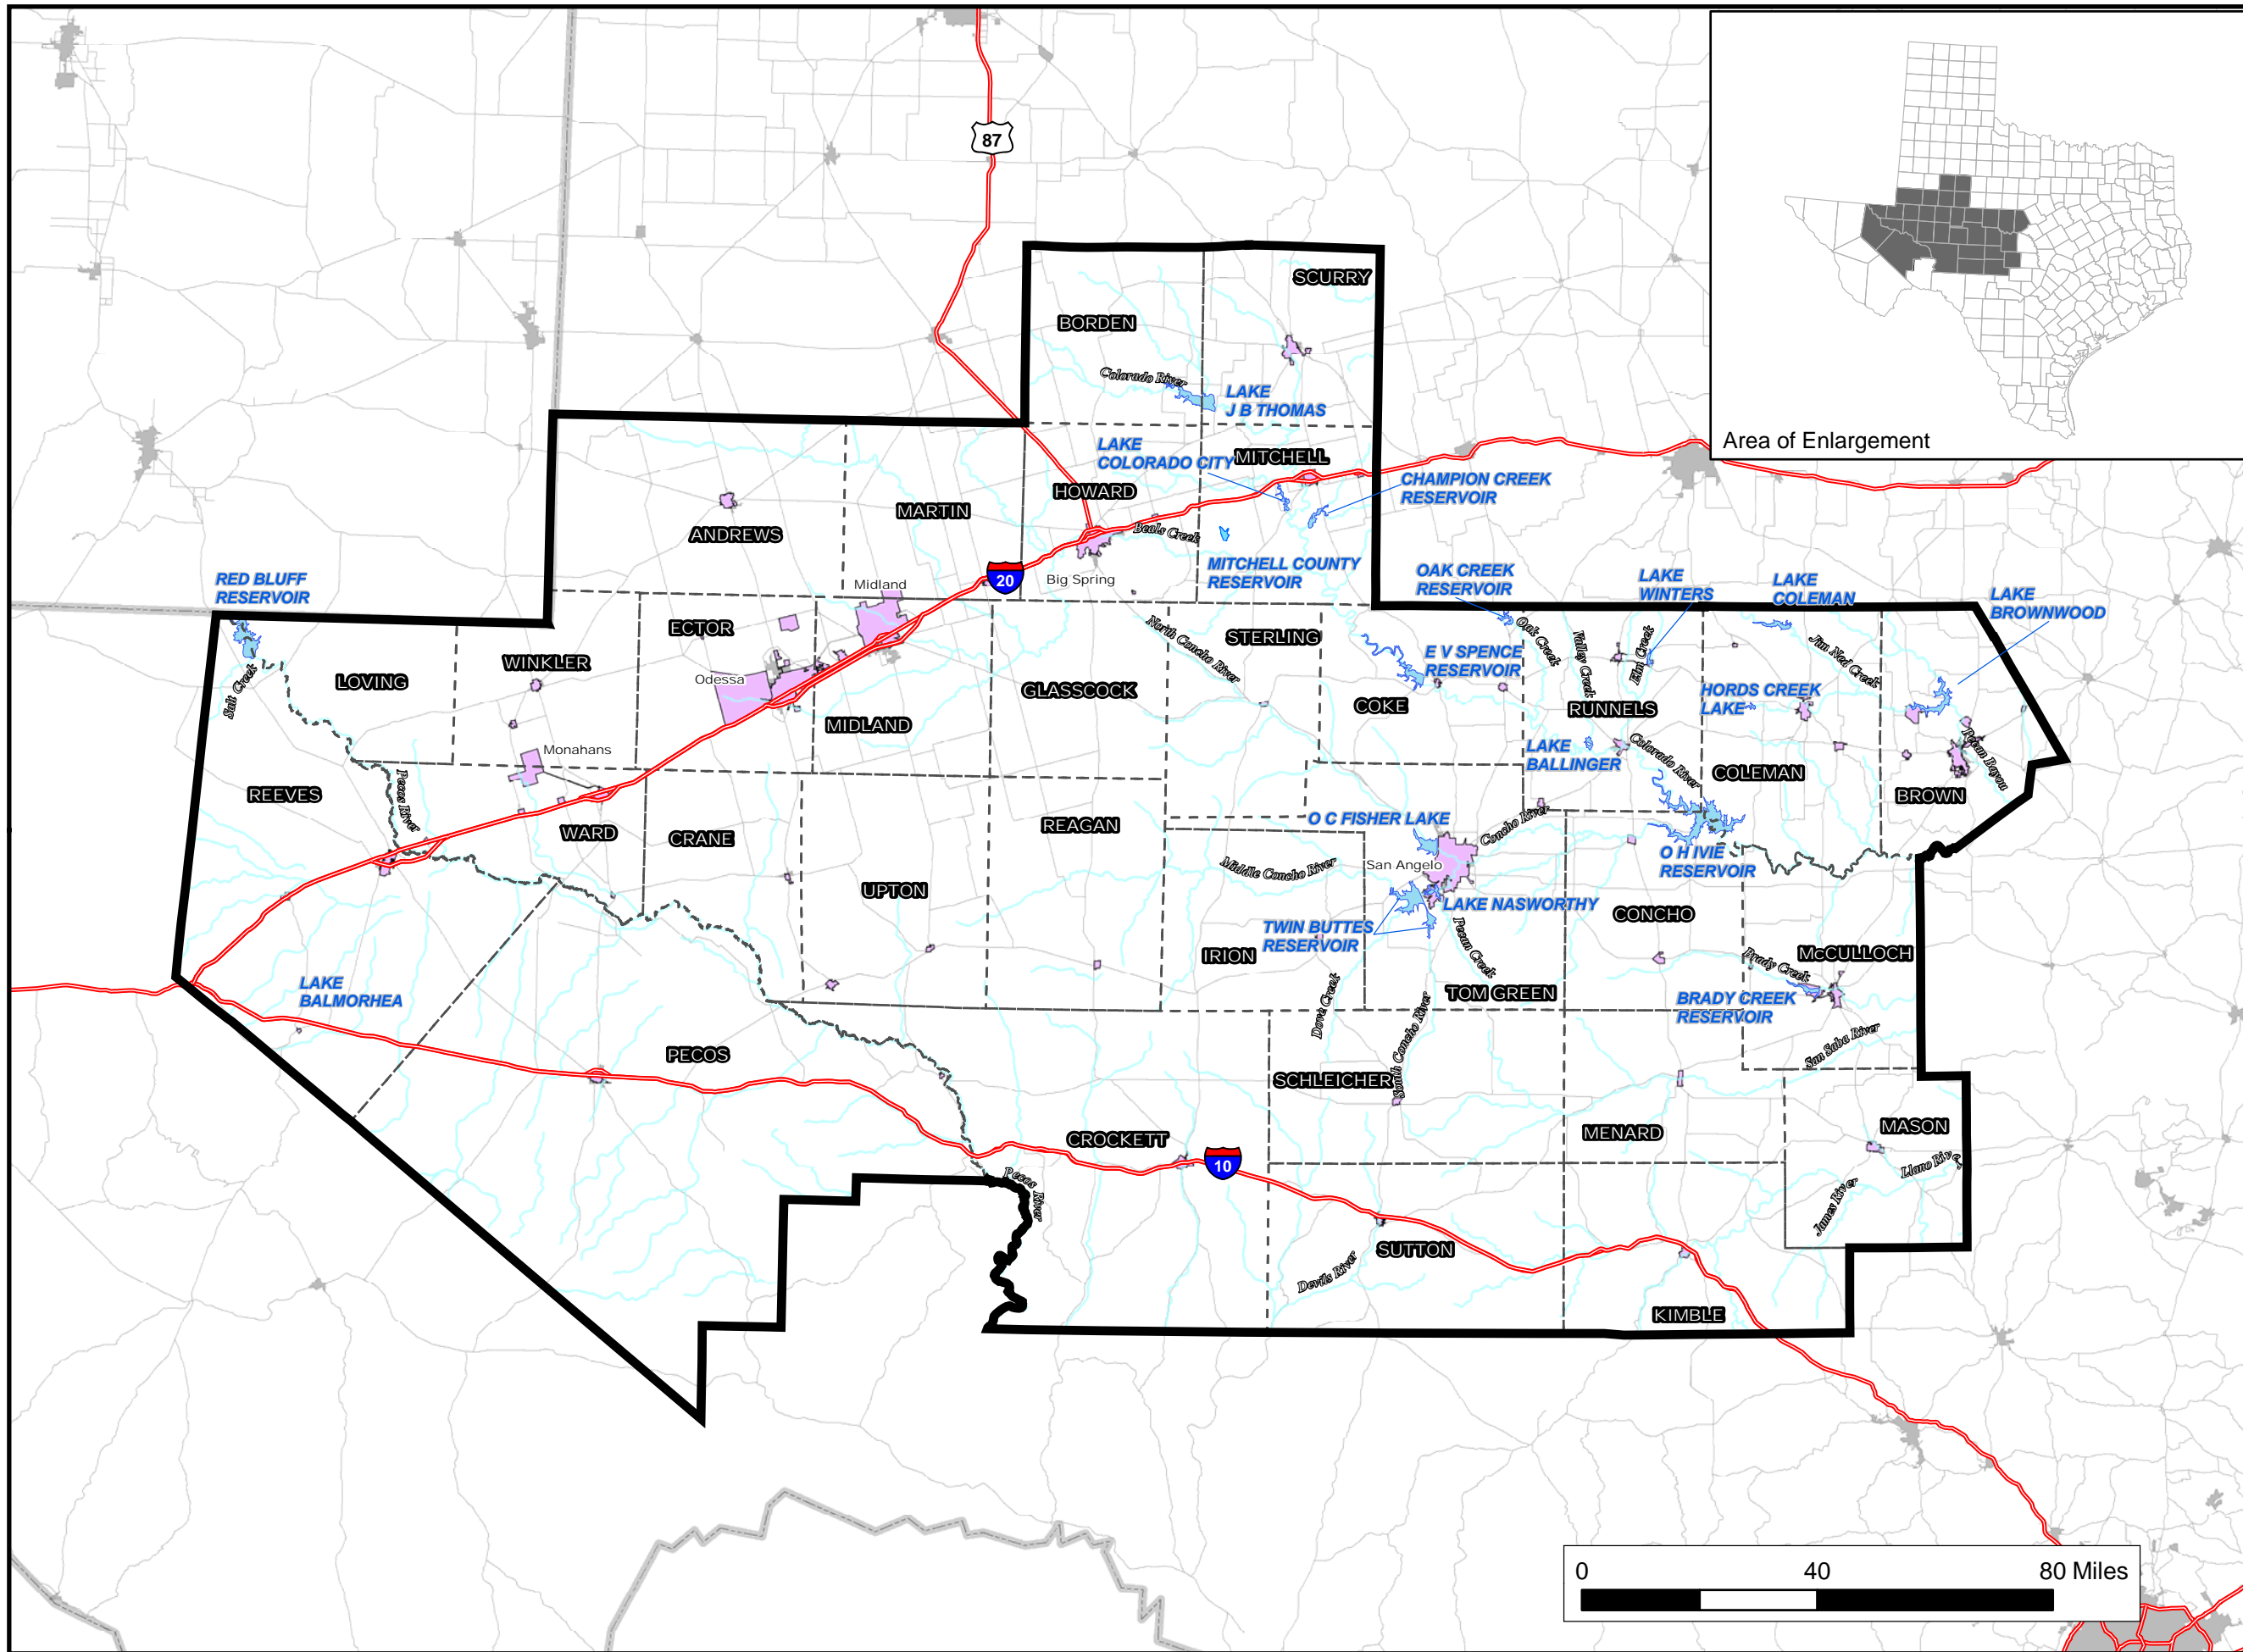 87
SCURRY
BORDEN
Colorado River
LAKE
J B THOMAS
Area of Enlargement
LAKE
COLORADO CITY
MITCHELL
HOWARD
CHAMPION CREEK
RESERVOIR
MARTIN
ANDREWS
Beals Creek
MITCHELL COUNTY
RESERVOIR
20
Big Spring
Midland
RED BLUFF
RESERVOIR
OAK CREEK
RESERVOIR
LAKE
WINTERS
LAKE
COLEMAN
LAKE
BROWNWOOD
ECTOR
STERLING
North Concho River
Oak Creek
Valley Creek
Elm Creek
Jim Ned Creek
WINKLER
E V SPENCE
RESERVOIR
LOVING
Salt Creek
Odessa
GLASSCOCK
HORDS CREEK
LAKE
COKE
RUNNELS
MIDLAND
Monahans
LAKE
BALLINGER
Colorado River
COLEMAN
Pecan Bayou
REEVES
Pecos River
BROWN
WARD
CRANE
REAGAN
O C FISHER LAKE
Concho River
O H IVIE
RESERVOIR
Middle Concho River
San Angelo
UPTON
LAKE NASWORTHY
CONCHO
TWIN BUTTES
RESERVOIR
Pecan Creek
IRION
McCULLOCH
Brady Creek
LAKE
BALMORHEA
TOM GREEN
BRADY CREEK
RESERVOIR
Dove Creek
South Concho River
San Saba River
PECOS
SCHLEICHER
MENARD
MASON
CROCKETT
10
Llano River
Pecos River
James River
SUTTON
Devils River
KIMBLE
0 40 80 Miles